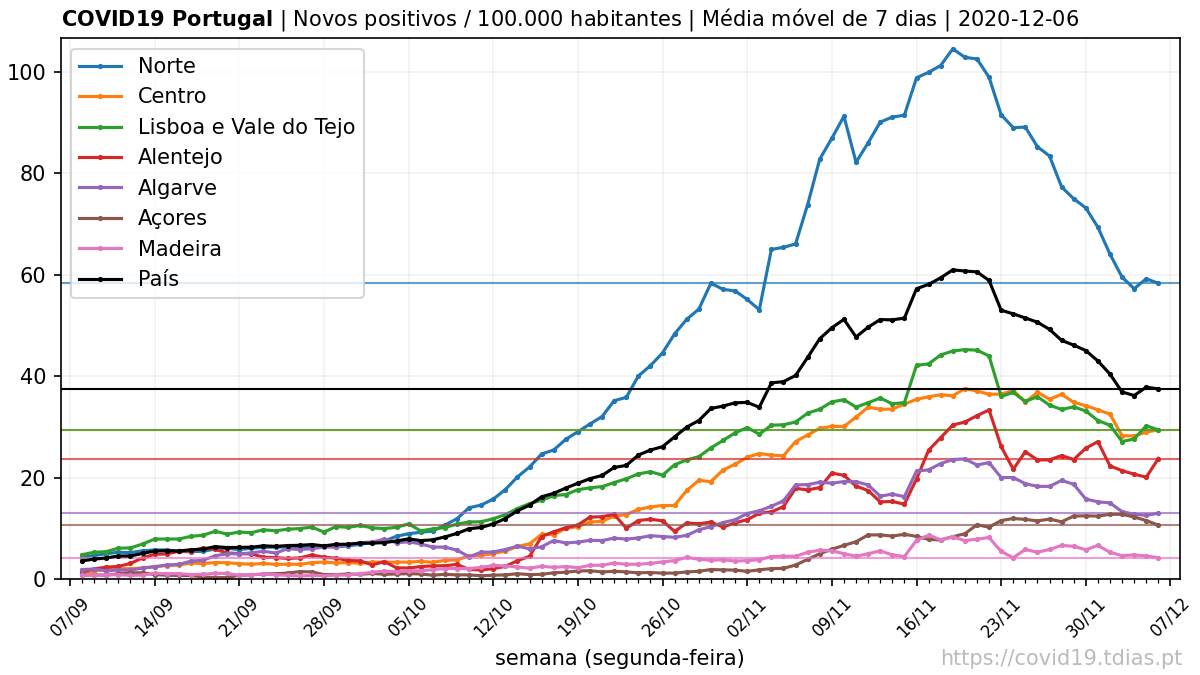 COVID19 Portugal | Novos positivos / 100.000 habitantes | Média móvel de 7 dias | 2020-12-06
Norte
Centro
Lisboa e Vale do Tejo
Alentejo
Algarve
Açores
Madeira
País
100
80
60
40
20
0
07/09 14/09 21/09 28/09 05/10 12/10 19/10 26/10 02/11 09/11 16/11 23/11 30/11 07/12
semana (segunda-feira)
https://covid19.tdias.pt